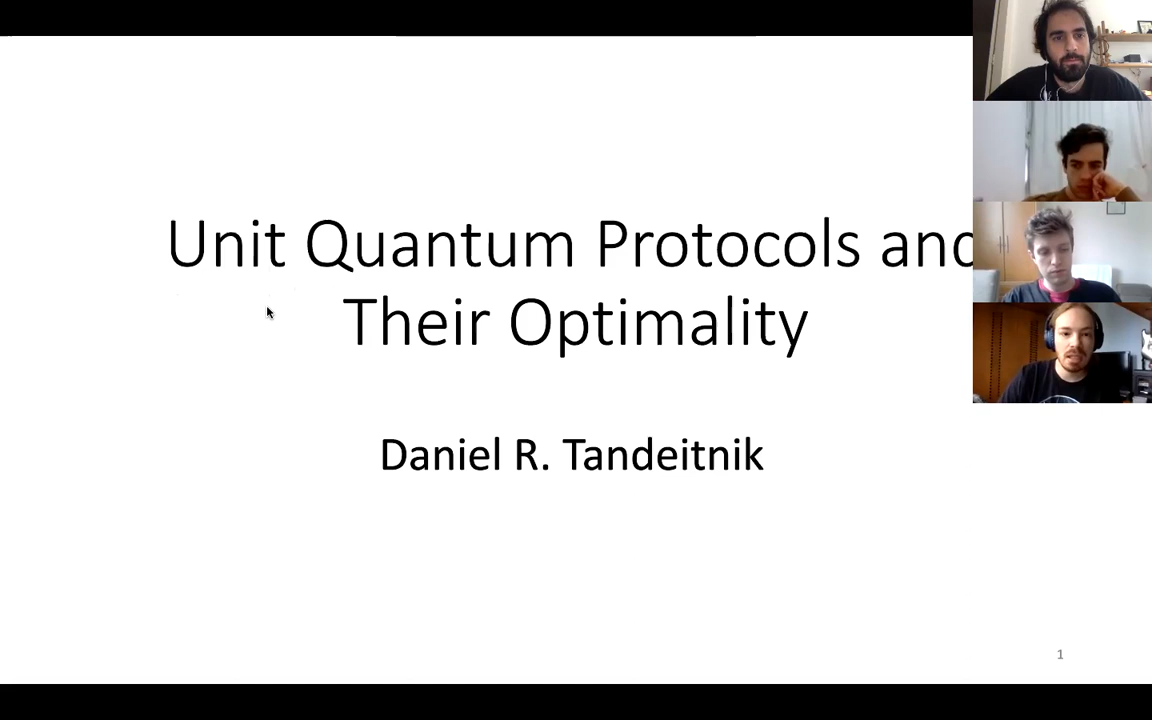 Unit Quantum Protocols and
Their Optimality
Daniel R. Tandeitnik
1